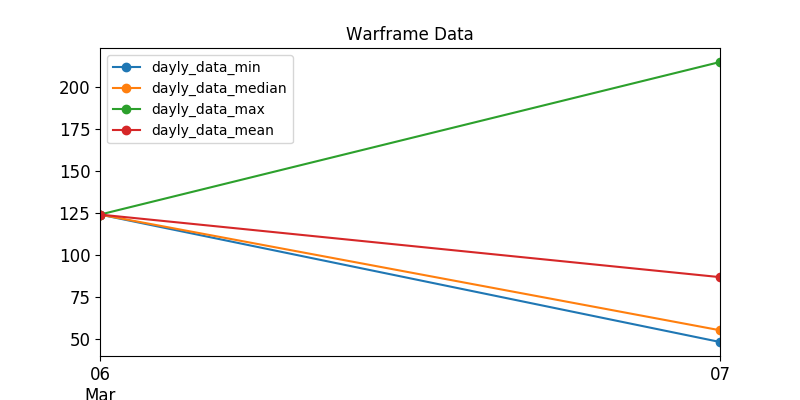 Warframe Data
dayly_data_min
dayly_data_median
dayly_data_max
dayly_data_mean
200
175
150
125
100
75
50
06
07
Mar